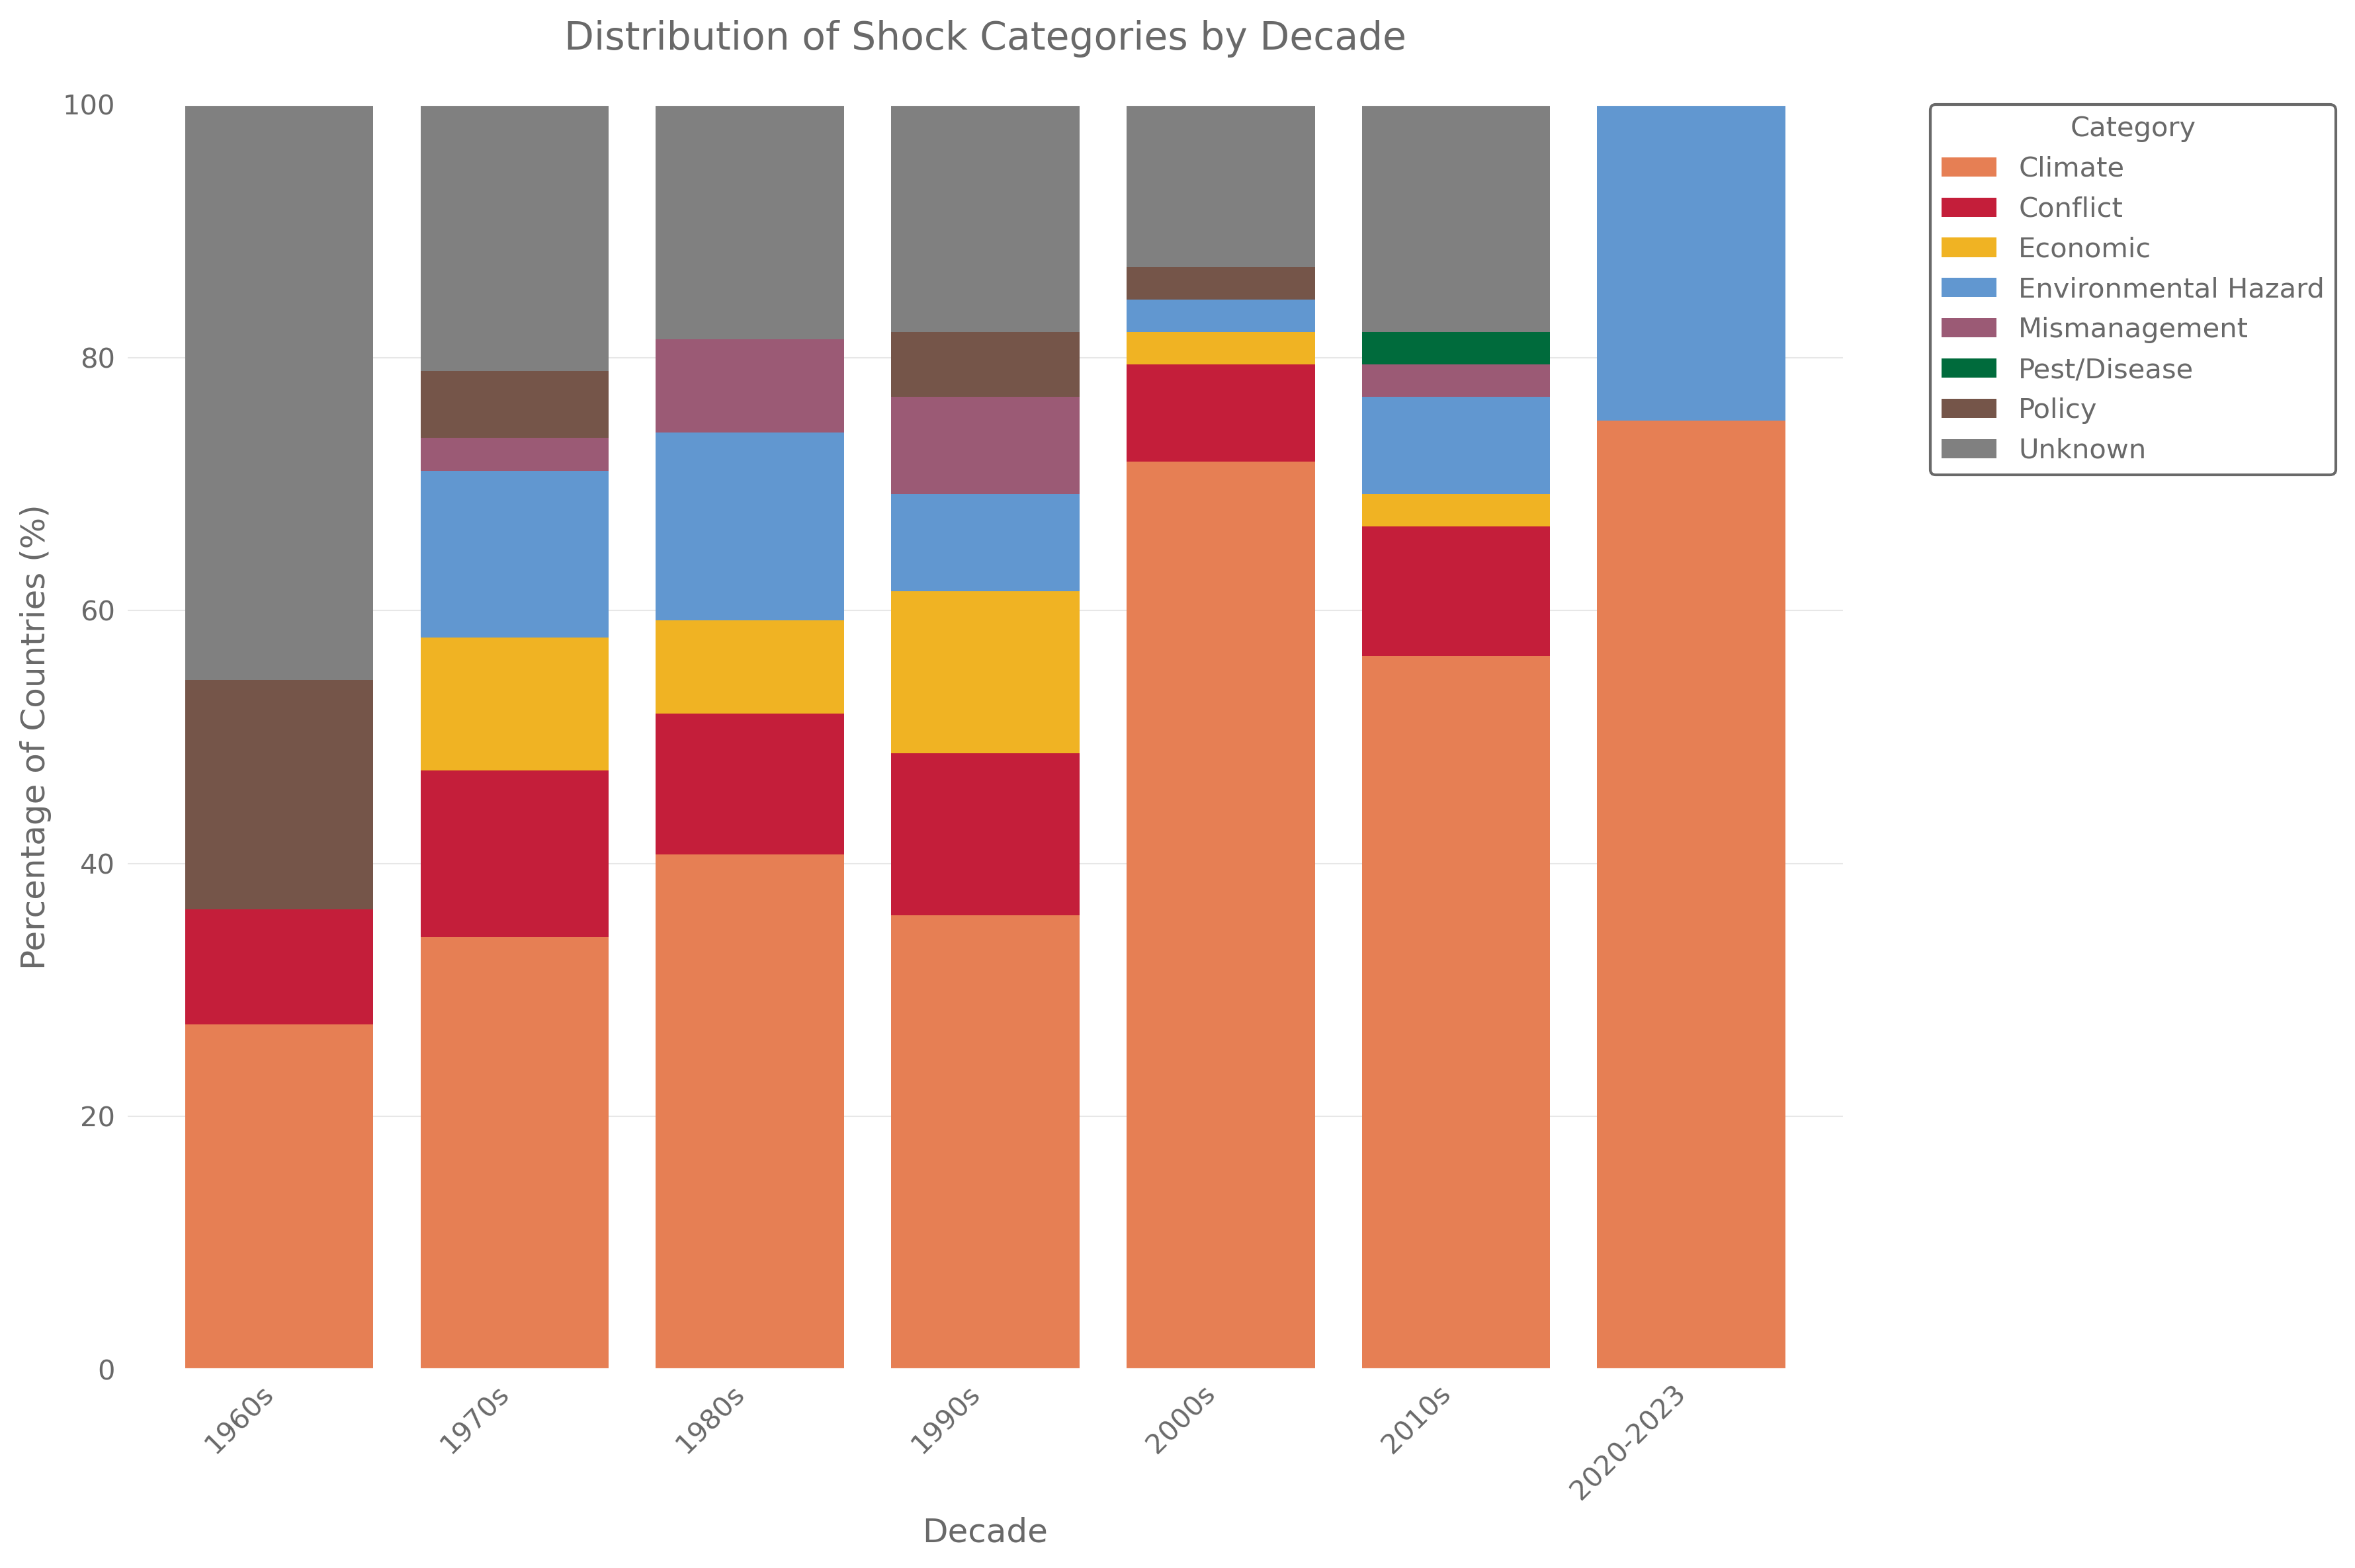 Distribution of Shock Categories by Decade
Percentage of Countries (%)
100
80
60
40
20
0
1960s
1970s
1980s
1990s
2000s
2010s
2020-2023
Decade
Category
Climate
Conflict
Economic
Environmental Hazard
Mismanagement
Pest/Disease
Policy
Unknown